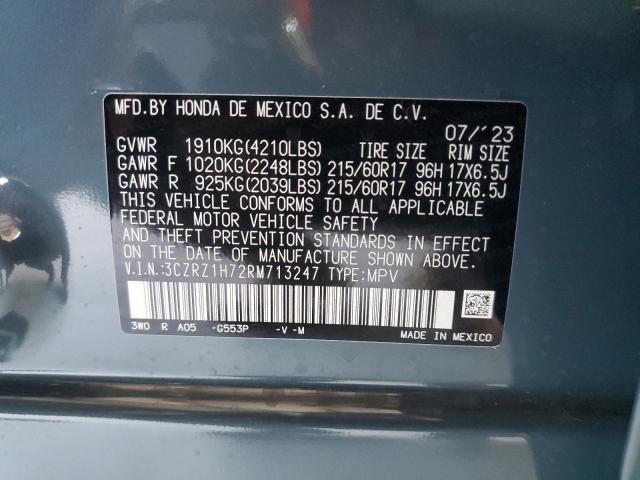 MFD.BY HONDA DE MEXICO S.A. DE C.V.
07/´23
GVWR 1910KG(4210LBS) TIRE SIZE RIM SIZE
GAWR F 1020KG(2248LBS) 215/60R17 96H 17X6.5J
GAWR R 925KG(2039LBS) 215/60R17 96H 17X6.5J
THIS VEHICLE CONFORMS TO ALL APPLICABLE
FEDERAL MOTOR VEHICLE SAFETY
AND THEFT PREVENTION STANDARDS IN EFFECT
ON THE DATE OF MANUFACTURE SHOWN ABOVE.
V.I.N.:3CZRZ1H72RM713247 TYPE:MPV
3W0 R A05 -G553P -V -M MADE IN MEXICO